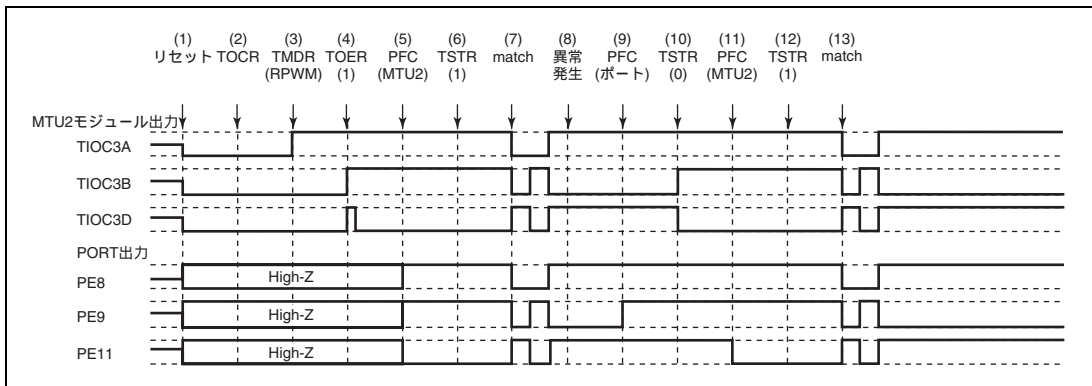 (1) (2) (3) (4) (5) (6) (7) (8) (9) (10) (11) (12) (13)
リセット TOCR TMDR TOER PFC TSTR match 異常 PFC TSTR PFC TSTR match
(RPWM) (1) (MTU2) (1) 発生 (ポート) (0) (MTU2) (1)
MTU2モジュール出力
TIOC3A
TIOC3B
TIOC3D
PORT出力
PE8 High-Z
PE9 High-Z
PE11 High-Z